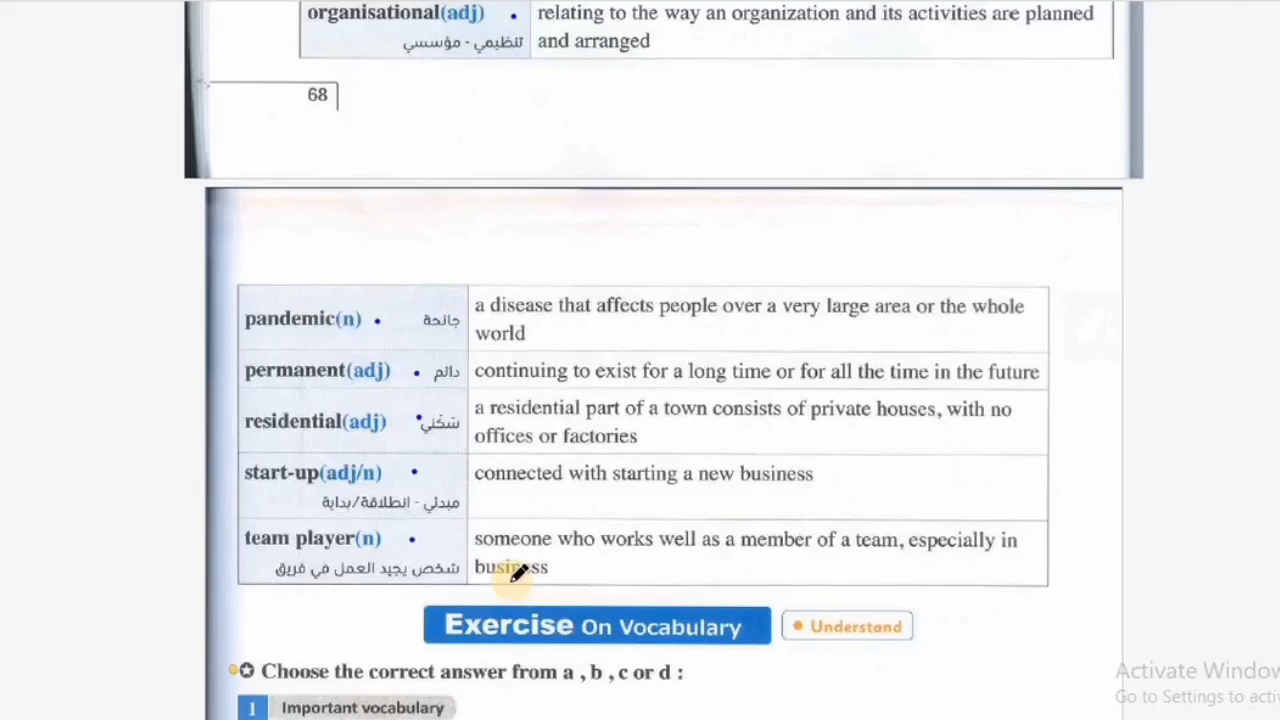 organisational(adj) • relating to the way an organization and its activities are planned
تنظيمي - مؤسسي and arranged
68
pandemic(n) • جائحة a disease that affects people over a very large area or the whole
world
permanent(adj) • دائم continuing to exist for a long time or for all the time in the future
residential(adj) • سَكَني a residential part of a town consists of private houses, with no
offices or factories
start-up(adj/n) • connected with starting a new business
مبدئي - انطلاقة/بداية
team player(n) • someone who works well as a member of a team, especially in
شخص يجيد العمل في فريق business
Exercise On Vocabulary • Understand
Choose the correct answer from a , b , c or d :
1 Important vocabulary
Activate Window
Go to Settings to activ